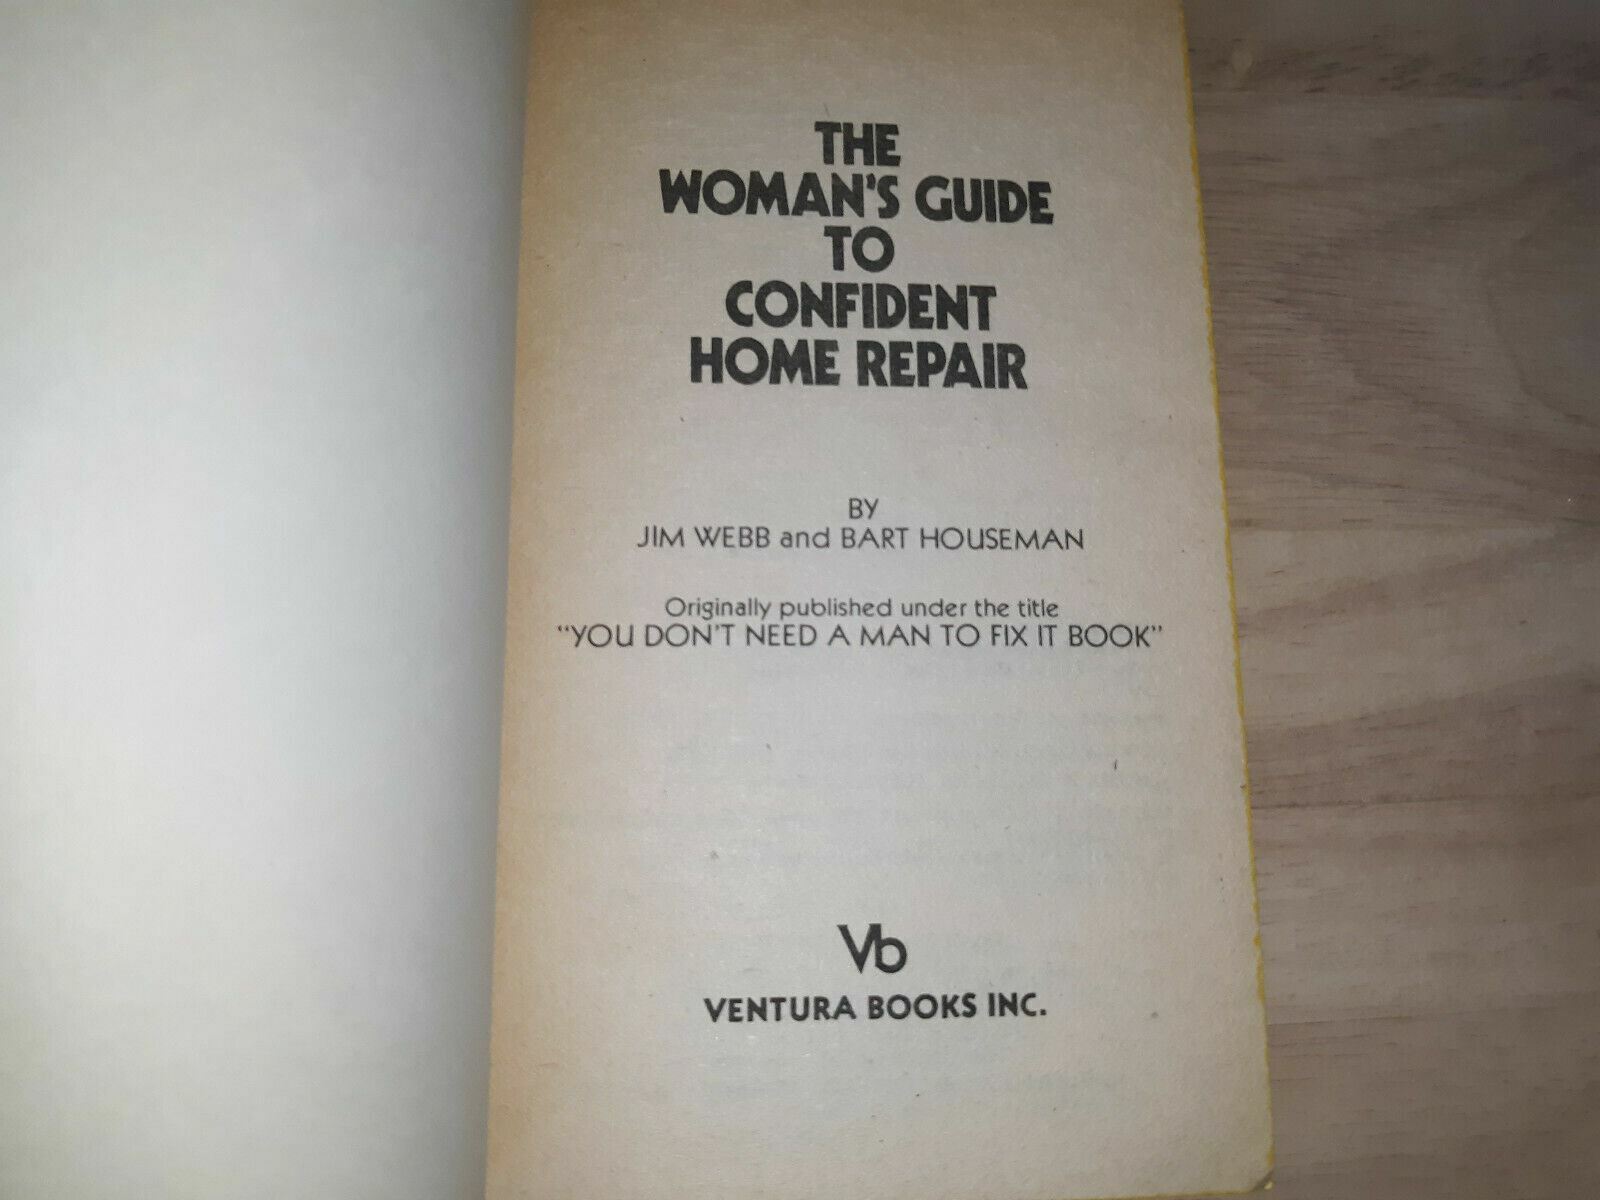 THE
WOMAN'S GUIDE
TO
CONFIDENT
HOME REPAIR
BY
JIM WEBB and BART HOUSEMAN
Originally published under the title
"YOU DON'T NEED A MAN TO FIX IT BOOK"
Vb
VENTURA BOOKS INC.